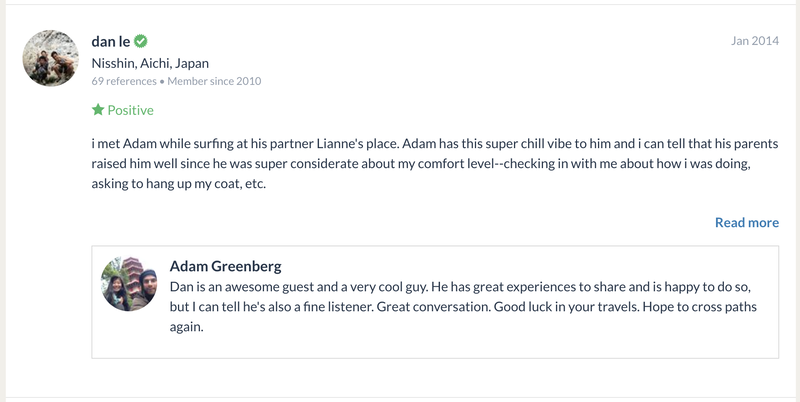 dan le
Jan 2014
Nisshin, Aichi, Japan
69 references • Member since 2010
Positive
i met Adam while surfing at his partner Lianne's place. Adam has this super chill vibe to him and i can tell that his parents
raised him well since he was super considerate about my comfort level--checking in with me about how i was doing,
asking to hang up my coat, etc.
Read more
Adam Greenberg
Dan is an awesome guest and a very cool guy. He has great experiences to share and is happy to do so,
but I can tell he's also a fine listener. Great conversation. Good luck in your travels. Hope to cross paths
again.